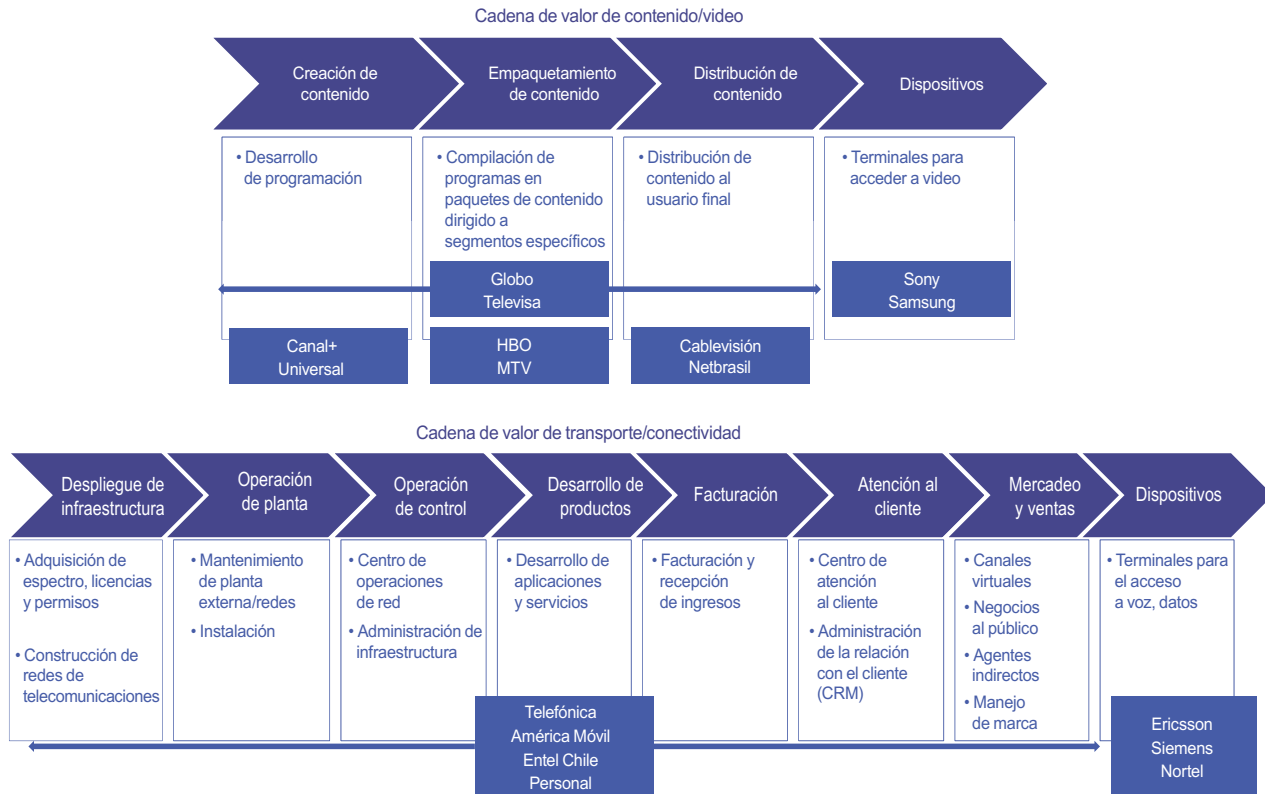 Cadena de valor de contenido/video
Creación de
contenido
Empaquetamiento
de contenido
Distribución de
contenido
Dispositivos
• Desarrollo
de programación
• Compilación de
programas en
paquetes de contenido
dirigido a
segmentos específicos
• Distribución de
contenido al
usuario final
• Terminales para
acceder a video
Globo
Televisa
Sony
Samsung
Canal+
Universal
HBO
MTV
Cablevisión
Netbrasil
Cadena de valor de transporte/conectividad
Despliegue de
infraestructura
Operación
de planta
Operación
de control
Desarrollo de
productos
Facturación
Atención al
cliente
Mercadeo
y ventas
Dispositivos
• Adquisición de
espectro, licencias
y permisos
• Construcción de
redes de
telecomunicaciones
• Mantenimiento
de planta
externa/redes
• Instalación
• Centro de
operaciones
de red
• Administración de
infraestructura
• Desarrollo de
aplicaciones
y servicios
• Facturación y
recepción
de ingresos
• Centro de
atención
al cliente
• Administración
de la relación
con el cliente
(CRM)
• Canales
virtuales
• Negocios
al público
• Agentes
indirectos
• Manejo
de marca
• Terminales para
el acceso
a voz, datos
Telefónica
América Móvil
Entel Chile
Personal
Ericsson
Siemens
Nortel